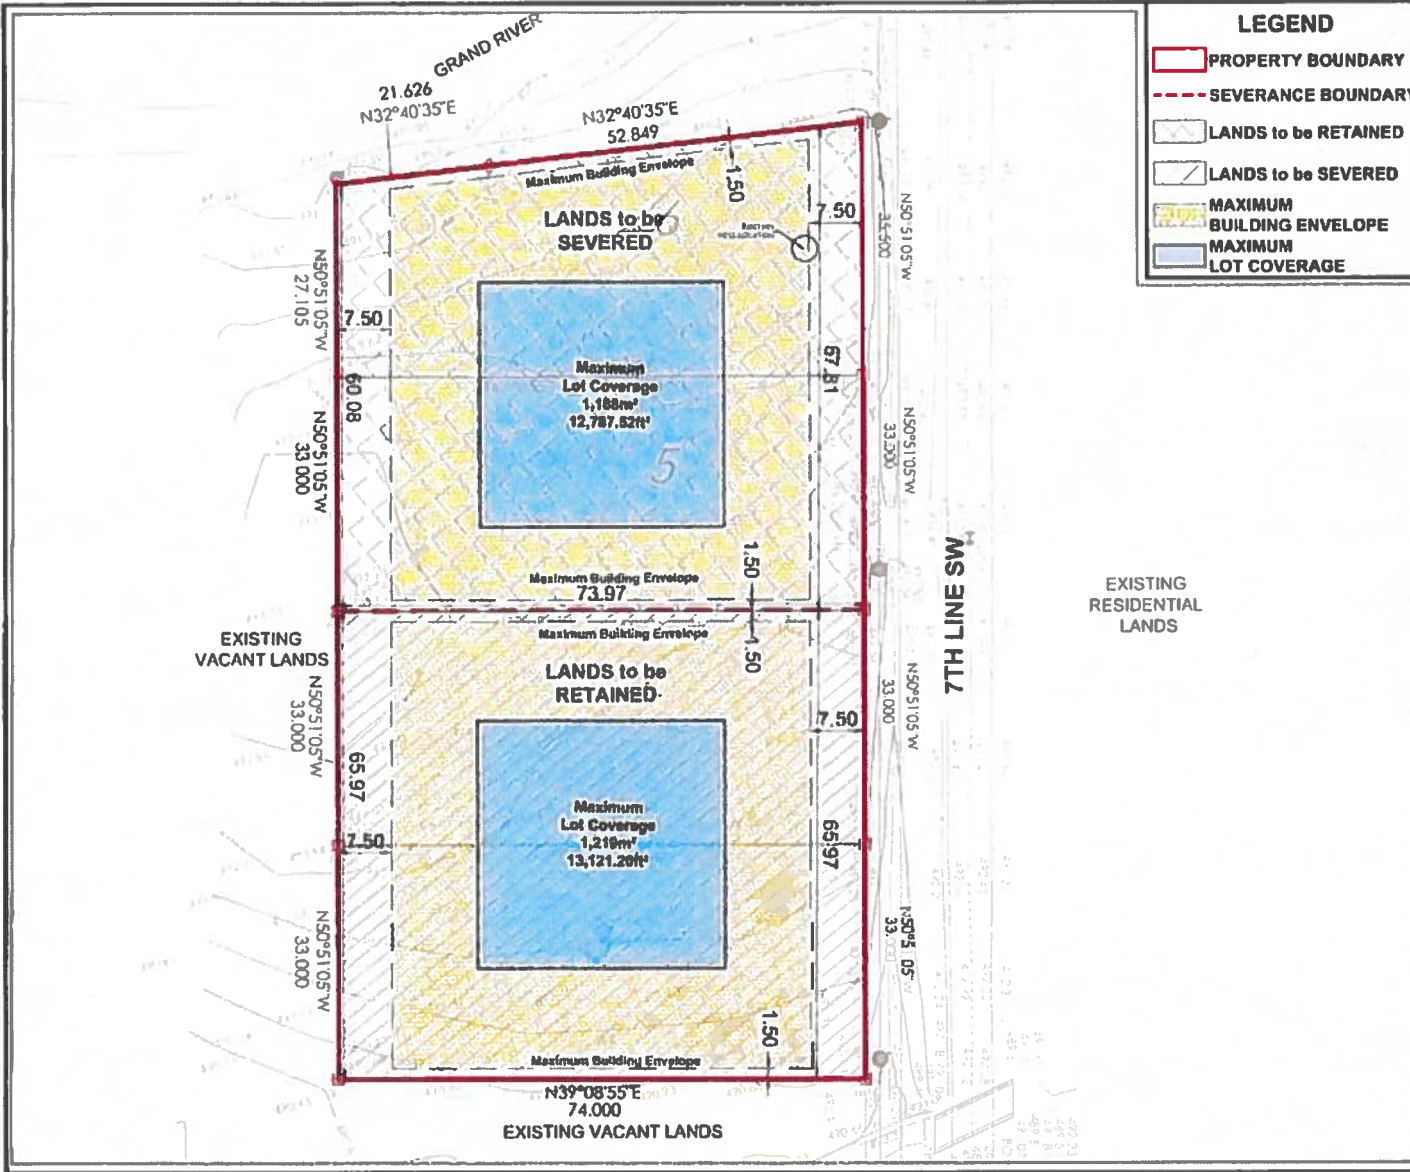 LEGEND
PROPERTY BOUNDARY
SEVERANCE BOUNDARY
LANDS to be RETAINED
LANDS to be SEVERED
MAXIMUM
BUILDING ENVELOPE
MAXIMUM
LOT COVERAGE
GRAND RIVER
21.626
N32°40'35"E
N32°40'35"E
52.849
Maximum Building Envelope
1.50
LANDS to be
SEVERED
6
7.50
N50°51'05"W
27.105
7.50
60.08
N50°51'05"W
33.000
N50°51'05"W
35.500
67.81
N50°51'05"W
33.000
Maximum
Lot Coverage
1,188m²
12,787.52ft²
5
1.50
Maximum Building Envelope
73.97
Maximum Building Envelope
1.50
LANDS to be
RETAINED
EXISTING
VACANT LANDS
7TH LINE SW
EXISTING
RESIDENTIAL
LANDS
N50°51'05"W
33.000
65.97
7.50
7.50
N50°51'05"W
33.000
65.97
Maximum
Lot Coverage
1,219m²
13,121.20ft²
N50°51'05"W
33.000
N50°51'05"
33.000
1.50
Maximum Building Envelope
N39°08'55"E
74.000
EXISTING VACANT LANDS